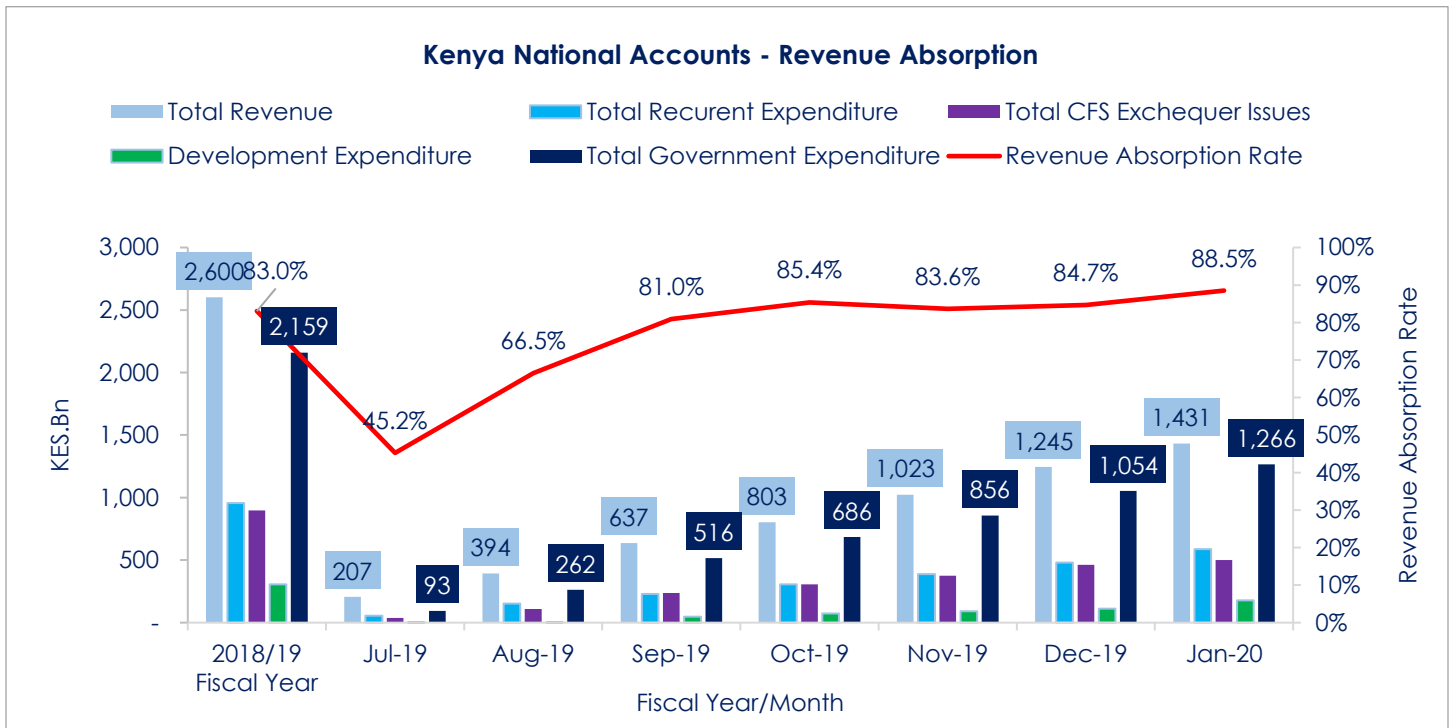 Kenya National Accounts - Revenue Absorption
Total Revenue
Total Recurent Expenditure
Total CFS Exchequer Issues
Development Expenditure
Total Government Expenditure
Revenue Absorption Rate
3,000
2,500
2,000
1,500
1,000
500
-
KES.Bn
100%
90%
80%
70%
60%
50%
40%
30%
20%
10%
0%
Revenue Absorption Rate
2,600
83.0%
2,159
207
45.2%
93
394
66.5%
262
637
81.0%
516
803
85.4%
686
1,023
83.6%
856
1,245
84.7%
1,054
1,431
88.5%
1,266
2018/19
Fiscal Year
Jul-19
Aug-19
Sep-19
Oct-19
Nov-19
Dec-19
Jan-20
Fiscal Year/Month